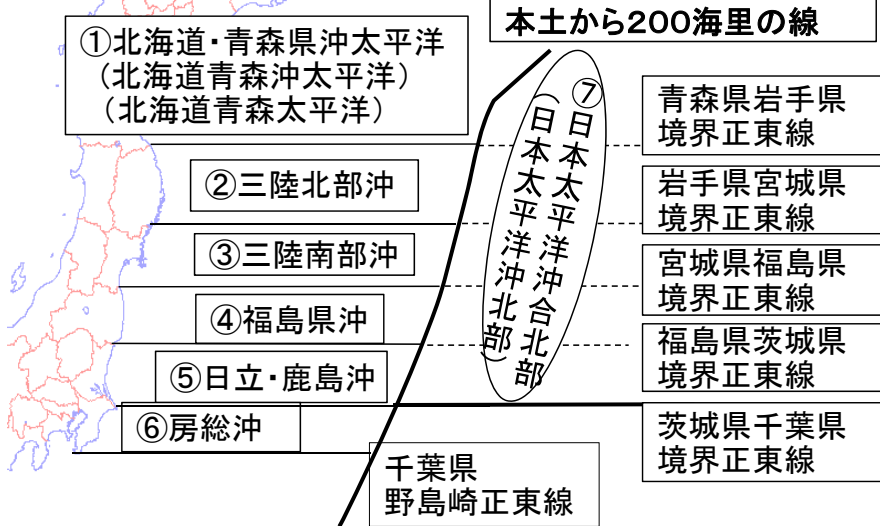 本土から200海里の線
①北海道・青森県沖太平洋
（北海道青森沖太平洋）
（北海道青森太平洋）
⑦日本太平洋沖合北部
（日本太平洋沖北部）
青森県岩手県
境界正東線
②三陸北部沖
岩手県宮城県
境界正東線
③三陸南部沖
宮城県福島県
境界正東線
④福島県沖
福島県茨城県
境界正東線
⑤日立・鹿島沖
⑥房総沖
茨城県千葉県
境界正東線
千葉県
野島崎正東線